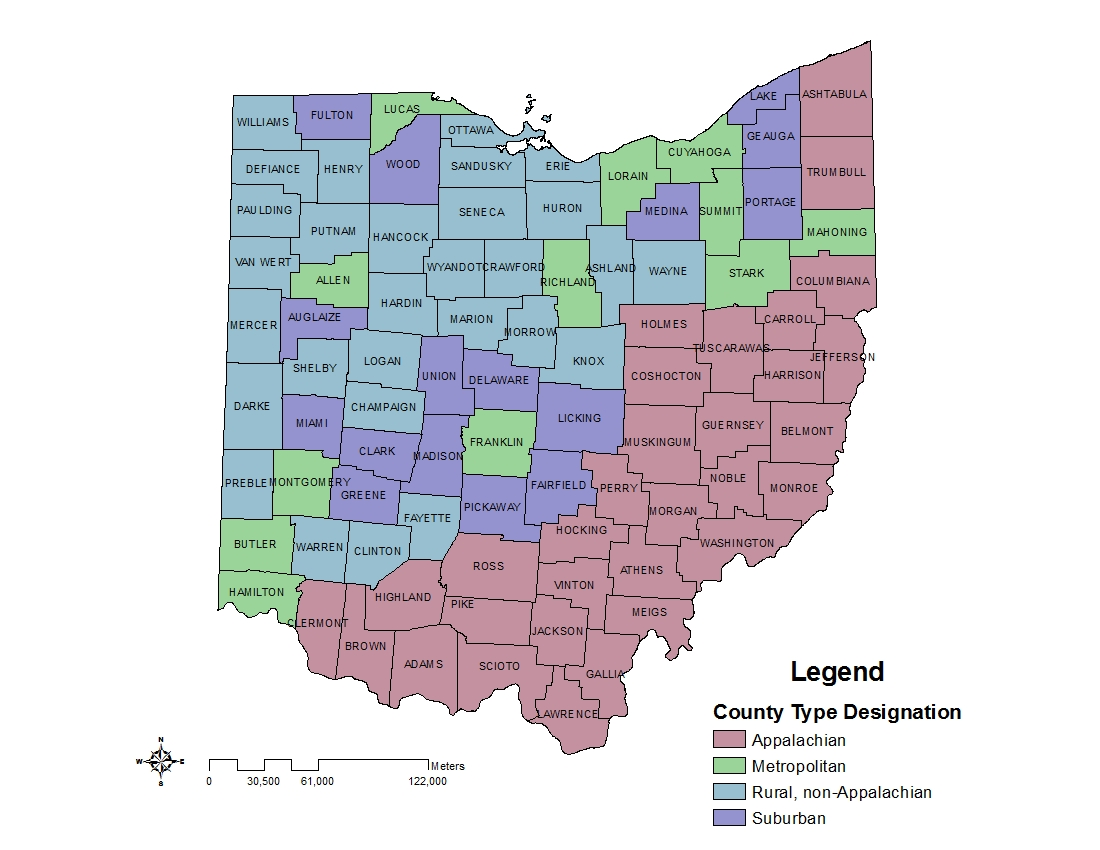 LAKE
ASHTABULA
LUCAS
FULTON
WILLIAMS
OTTAWA
GEAUGA
CUYAHOGA
WOOD
SANDUSKY
ERIE
DEFIANCE
HENRY
LORAIN
TRUMBULL
PORTAGE
PAULDING
SENECA
HURON
MEDINA
SUMMIT
PUTNAM
HANCOCK
MAHONING
VAN WERT
WYANDOT
CRAWFORD
ASHLAND
WAYNE
STARK
ALLEN
RICHLAND
COLUMBIANA
HARDIN
AUGLAIZE
MERCER
MARION
MORROW
HOLMES
CARROLL
TUSCARAWAS
JEFFERSON
LOGAN
KNOX
SHELBY
UNION
DELAWARE
COSHOCTON
HARRISON
DARKE
CHAMPAIGN
MIAMI
LICKING
GUERNSEY
BELMONT
FRANKLIN
MUSKINGUM
CLARK
MADISON
PREBLE
MONTGOMERY
NOBLE
MONROE
GREENE
FAIRFIELD
PERRY
PICKAWAY
MORGAN
FAYETTE
HOCKING
BUTLER
WARREN
CLINTON
WASHINGTON
ROSS
ATHENS
HAMILTON
VINTON
HIGHLAND
PIKE
MEIGS
CLERMONT
JACKSON
BROWN
ADAMS
SCIOTO
GALLIA
LAWRENCE
Legend
County Type Designation
Appalachian
Metropolitan
Rural, non-Appalachian
Suburban
N
W E
S
Meters
0 30,500 61,000 122,000